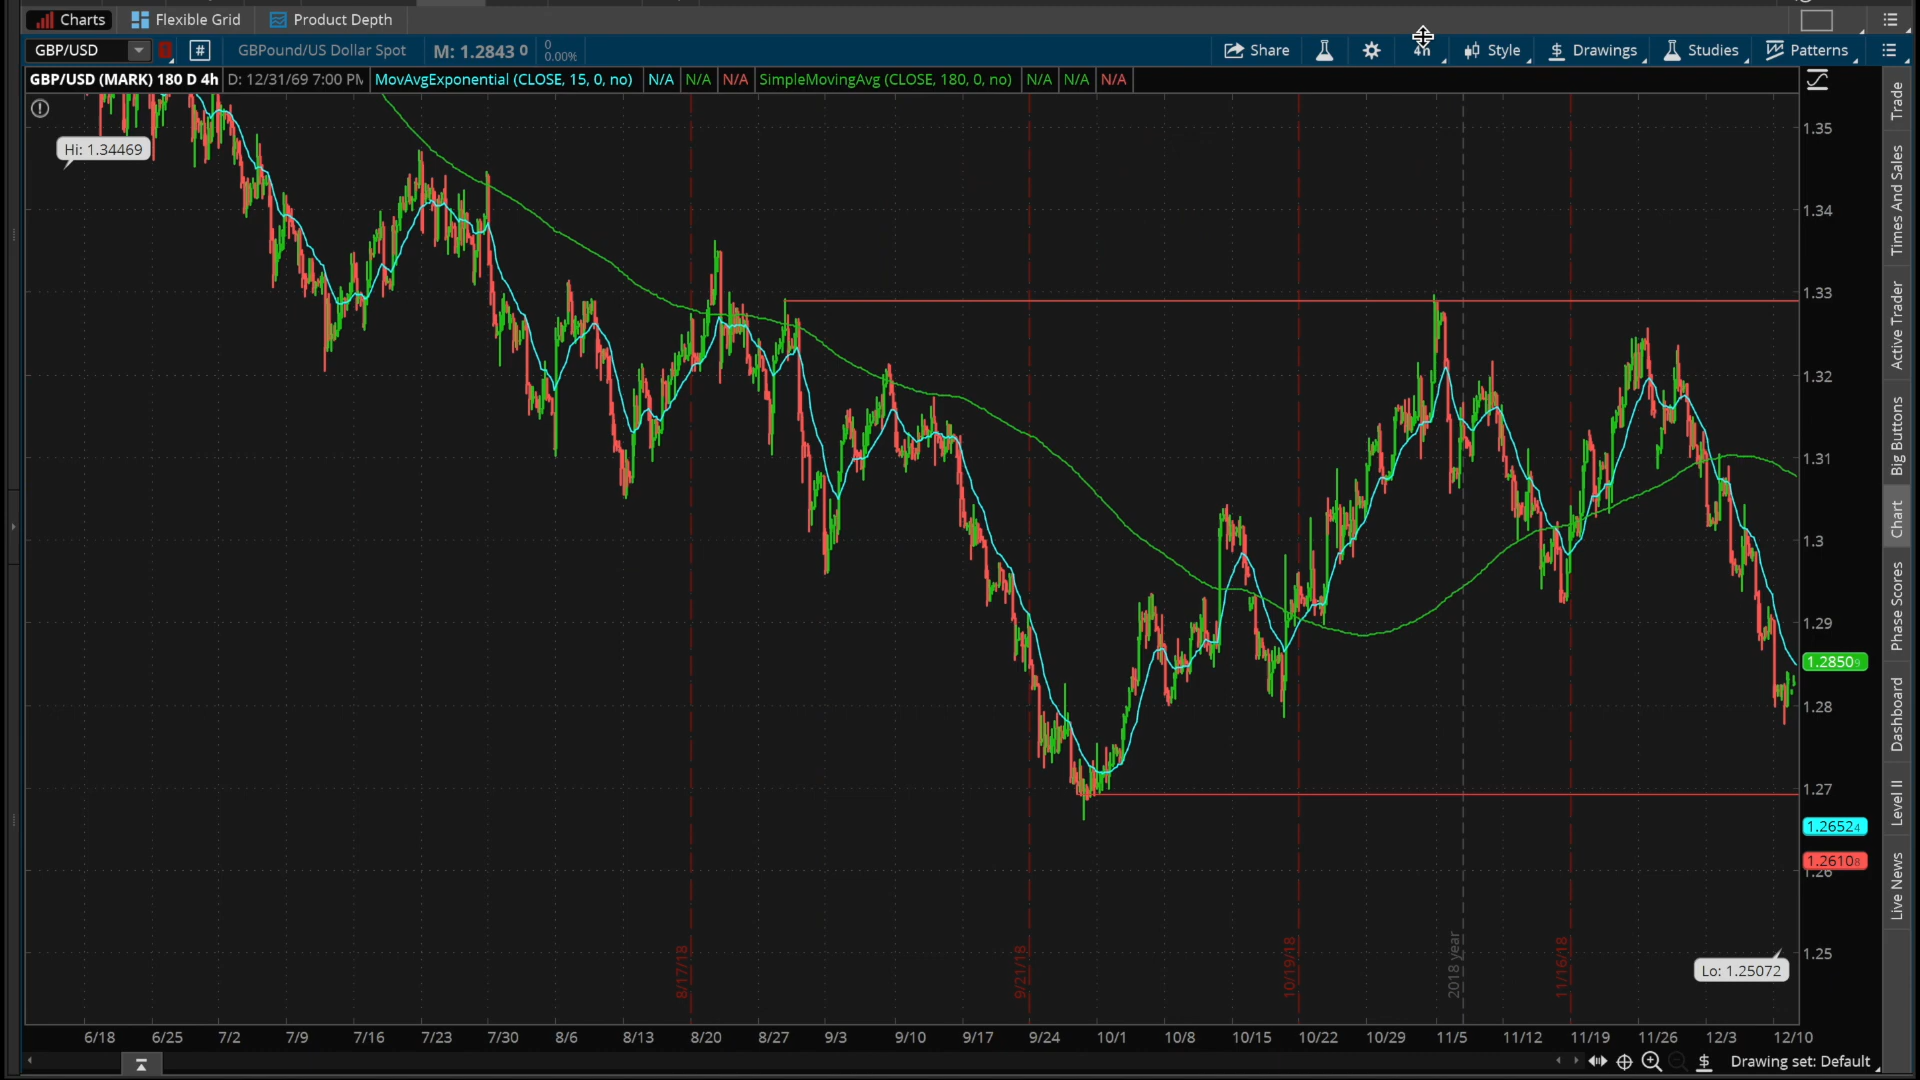 Charts Flexible Grid Product Depth
GBP/USD # GBPound/US Dollar Spot M: 1.2843 0 0 0.00% Share 4h Style $ Drawings Studies Patterns
GBP/USD (MARK) 180 D 4h D: 12/31/69 7:00 PM MovAvgExponential (CLOSE, 15, 0, no) N/A N/A N/A SimpleMovingAvg (CLOSE, 180, 0, no) N/A N/A N/A
Hi: 1.34469
1.35
1.34
1.33
1.32
1.31
1.3
1.29
1.28509
1.28
1.27
1.26524
1.26108
1.26
1.25
Lo: 1.25072
8/17/18
9/21/18
10/19/18
2018 year
11/16/18
6/18 6/25 7/2 7/9 7/16 7/23 7/30 8/6 8/13 8/20 8/27 9/3 9/10 9/17 9/24 10/1 10/8 10/15 10/22 10/29 11/5 11/12 11/19 11/26 12/3 12/10
$ Drawing set: Default
Trade
Times And Sales
Active Trader
Big Buttons
Chart
Phase Scores
Dashboard
Level II
Live News